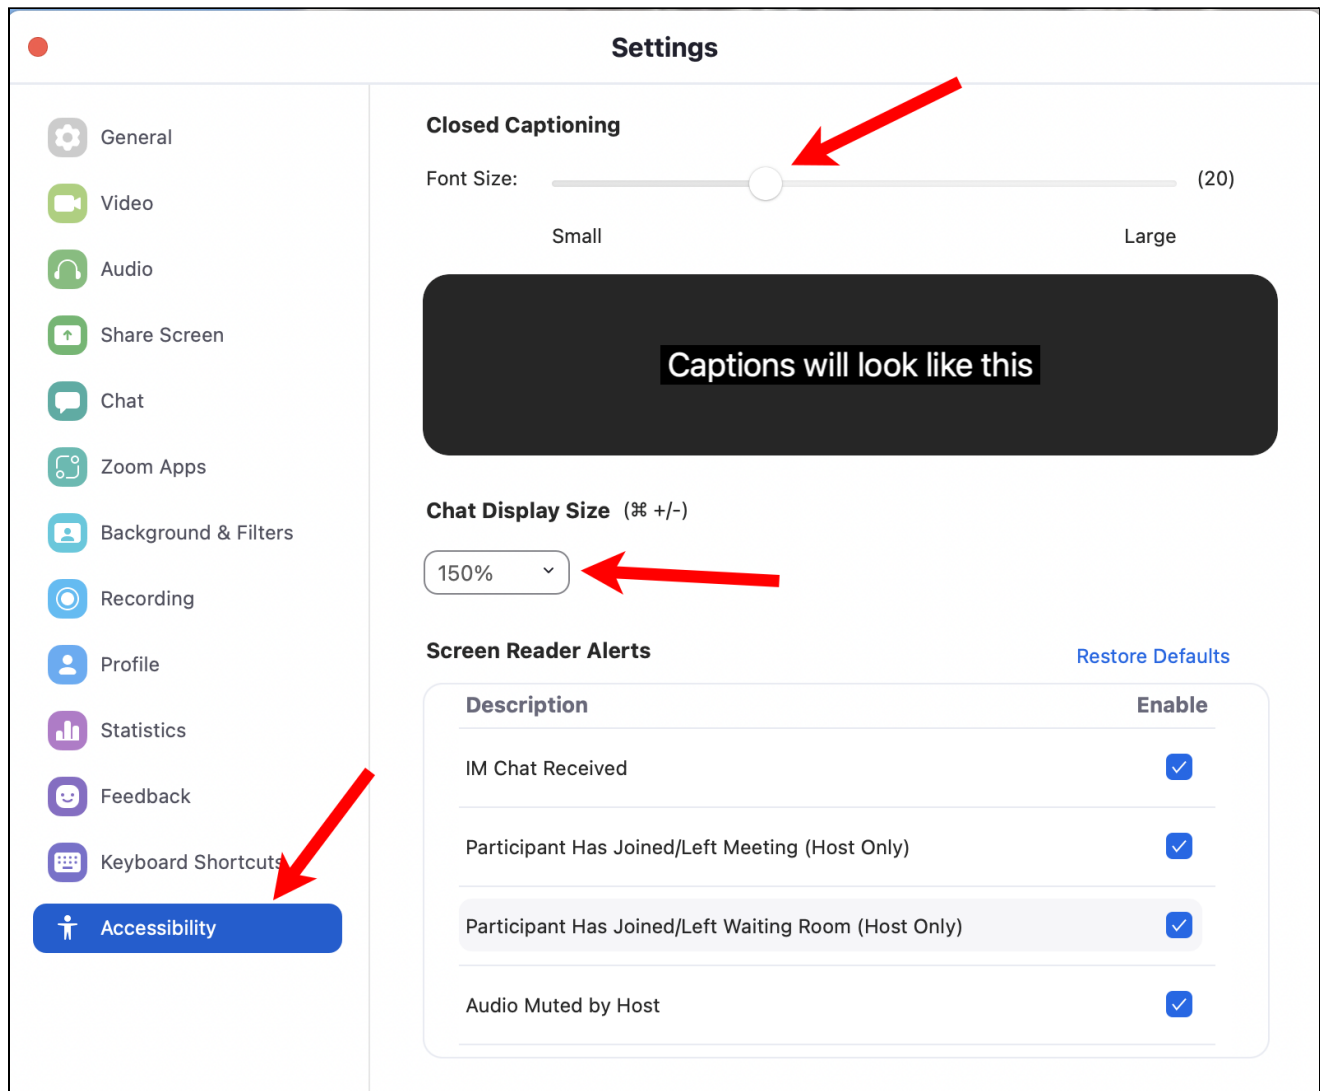 Settings
General
Video
Audio
Share Screen
Chat
Zoom Apps
Background & Filters
Recording
Profile
Statistics
Feedback
Keyboard Shortcuts
Accessibility
Closed Captioning
Font Size: (20)
Small Large
Captions will look like this
Chat Display Size (⌘ +/-)
150%
Screen Reader Alerts Restore Defaults
Description Enable
IM Chat Received
Participant Has Joined/Left Meeting (Host Only)
Participant Has Joined/Left Waiting Room (Host Only)
Audio Muted by Host